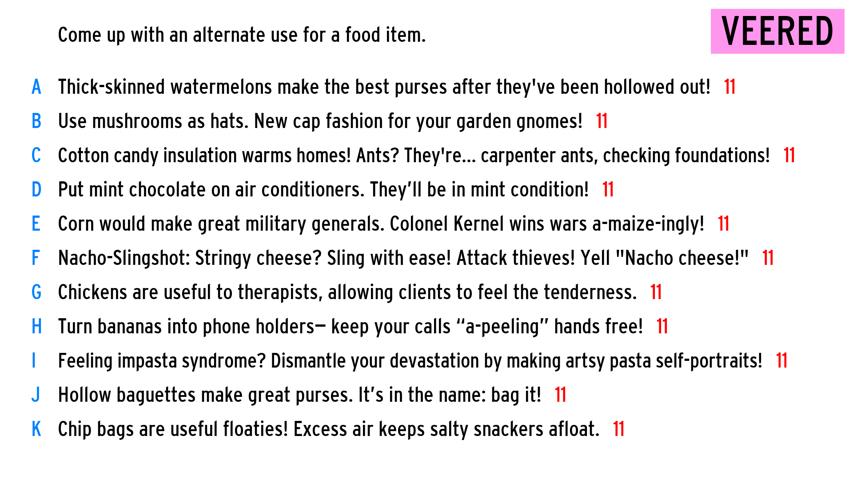 Come up with an alternate use for a food item.
VEERED
A Thick-skinned watermelons make the best purses after they've been hollowed out! 11
B Use mushrooms as hats. New cap fashion for your garden gnomes! 11
C Cotton candy insulation warms homes! Ants? They're... carpenter ants, checking foundations! 11
D Put mint chocolate on air conditioners. They’ll be in mint condition! 11
E Corn would make great military generals. Colonel Kernel wins wars a-maize-ingly! 11
F Nacho-Slingshot: Stringy cheese? Sling with ease! Attack thieves! Yell "Nacho cheese!" 11
G Chickens are useful to therapists, allowing clients to feel the tenderness. 11
H Turn bananas into phone holders— keep your calls “a-peeling” hands free! 11
I Feeling impasta syndrome? Dismantle your devastation by making artsy pasta self-portraits! 11
J Hollow baguettes make great purses. It’s in the name: bag it! 11
K Chip bags are useful floaties! Excess air keeps salty snackers afloat. 11